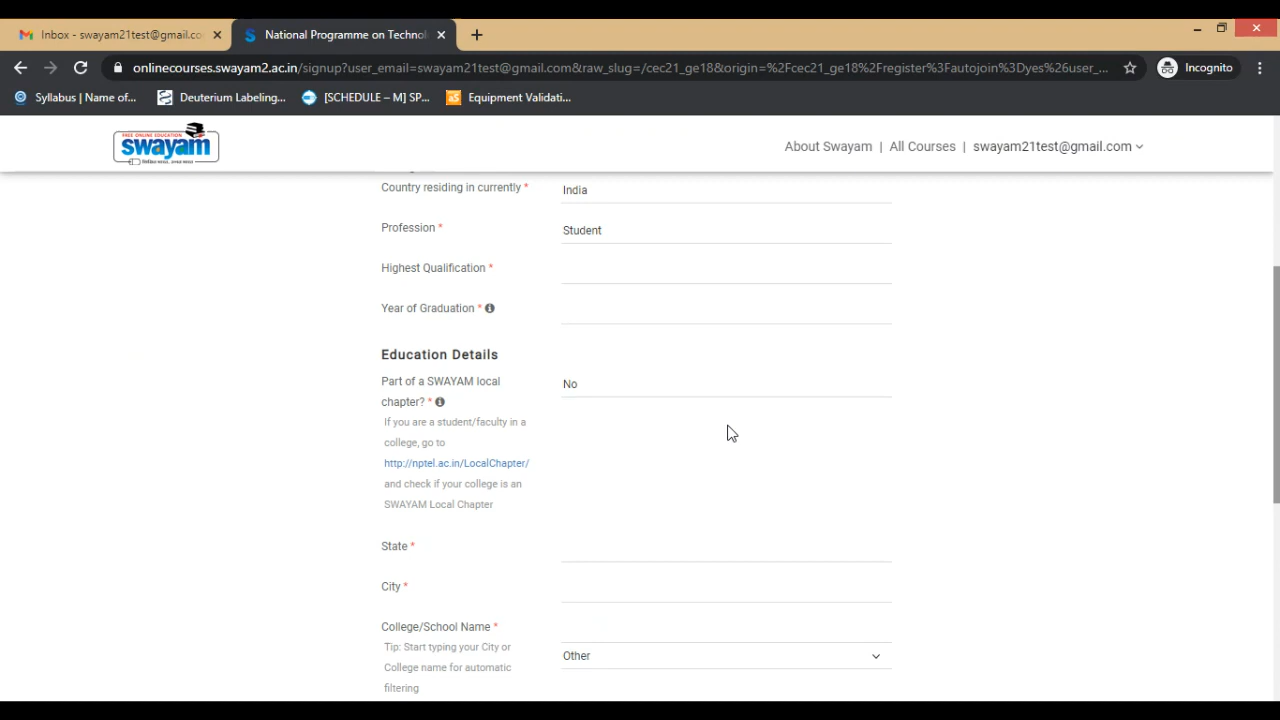 Inbox - swayam21test@gmail.co
National Programme on Technol
onlinecourses.swayam2.ac.in/signup?user_email=swayam21test@gmail.com&raw_slug=/cec21_ge18&origin=%2Fcec21_ge18%2Fregister%3Fautojoin%3Dyes%26user_...
Incognito
Syllabus | Name of...
Deuterium Labeling...
[SCHEDULE – M] SP...
Equipment Validati...
FREE ONLINE EDUCATION
swayam
About Swayam | All Courses | swayam21test@gmail.com
Country residing in currently *
India
Profession *
Student
Highest Qualification *
Year of Graduation *
Education Details
Part of a SWAYAM local
chapter? *
No
If you are a student/faculty in a
college, go to
http://nptel.ac.in/LocalChapter/
and check if your college is an
SWAYAM Local Chapter
State *
City *
College/School Name *
Tip: Start typing your City or
College name for automatic
filtering
Other